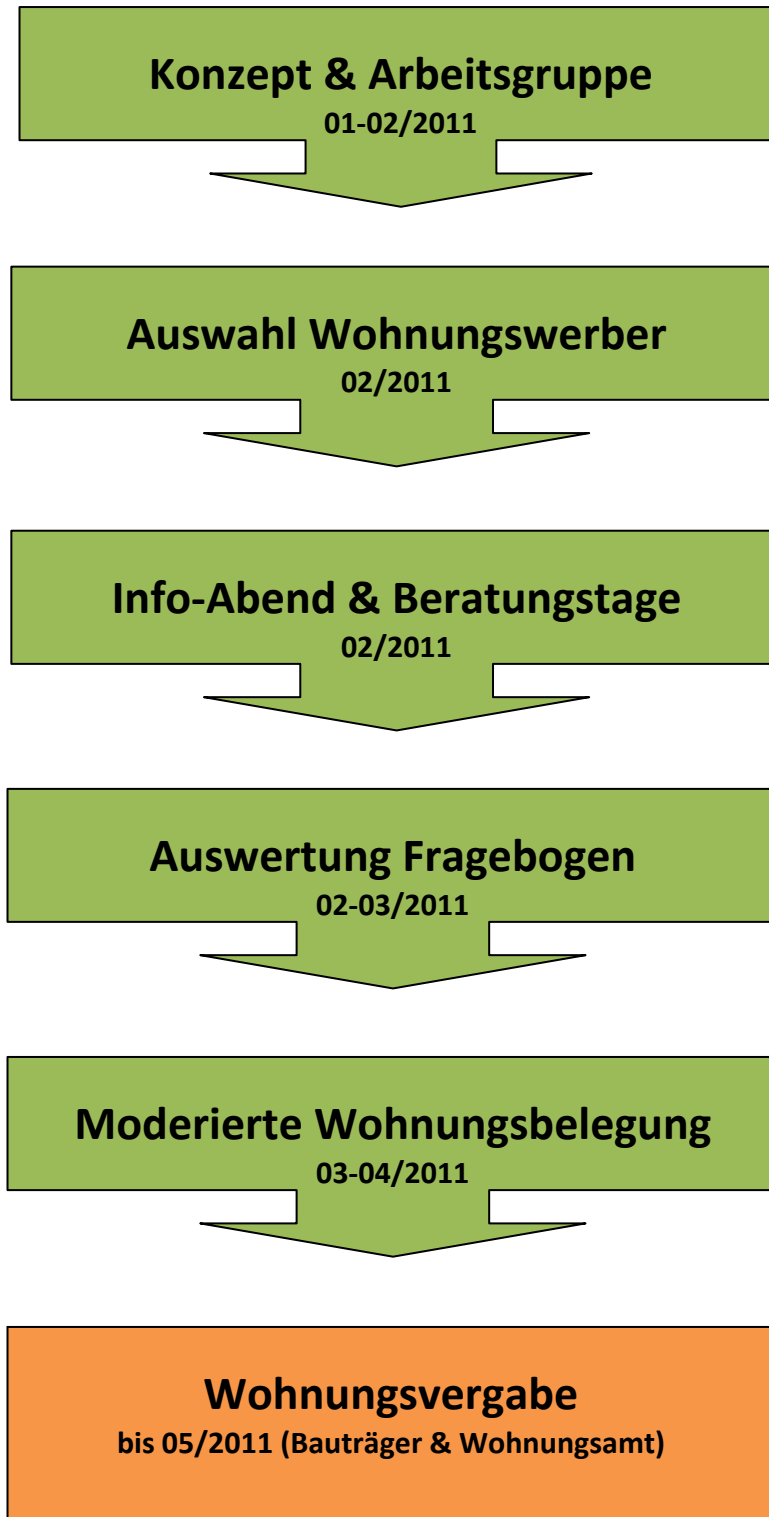 Konzept & Arbeitsgruppe
01-02/2011
Auswahl Wohnungswerber
02/2011
Info-Abend & Beratungstage
02/2011
Auswertung Fragebogen
02-03/2011
Moderierte Wohnungsbelegung
03-04/2011
Wohnungsvergabe
bis 05/2011 (Bauträger & Wohnungsamt)